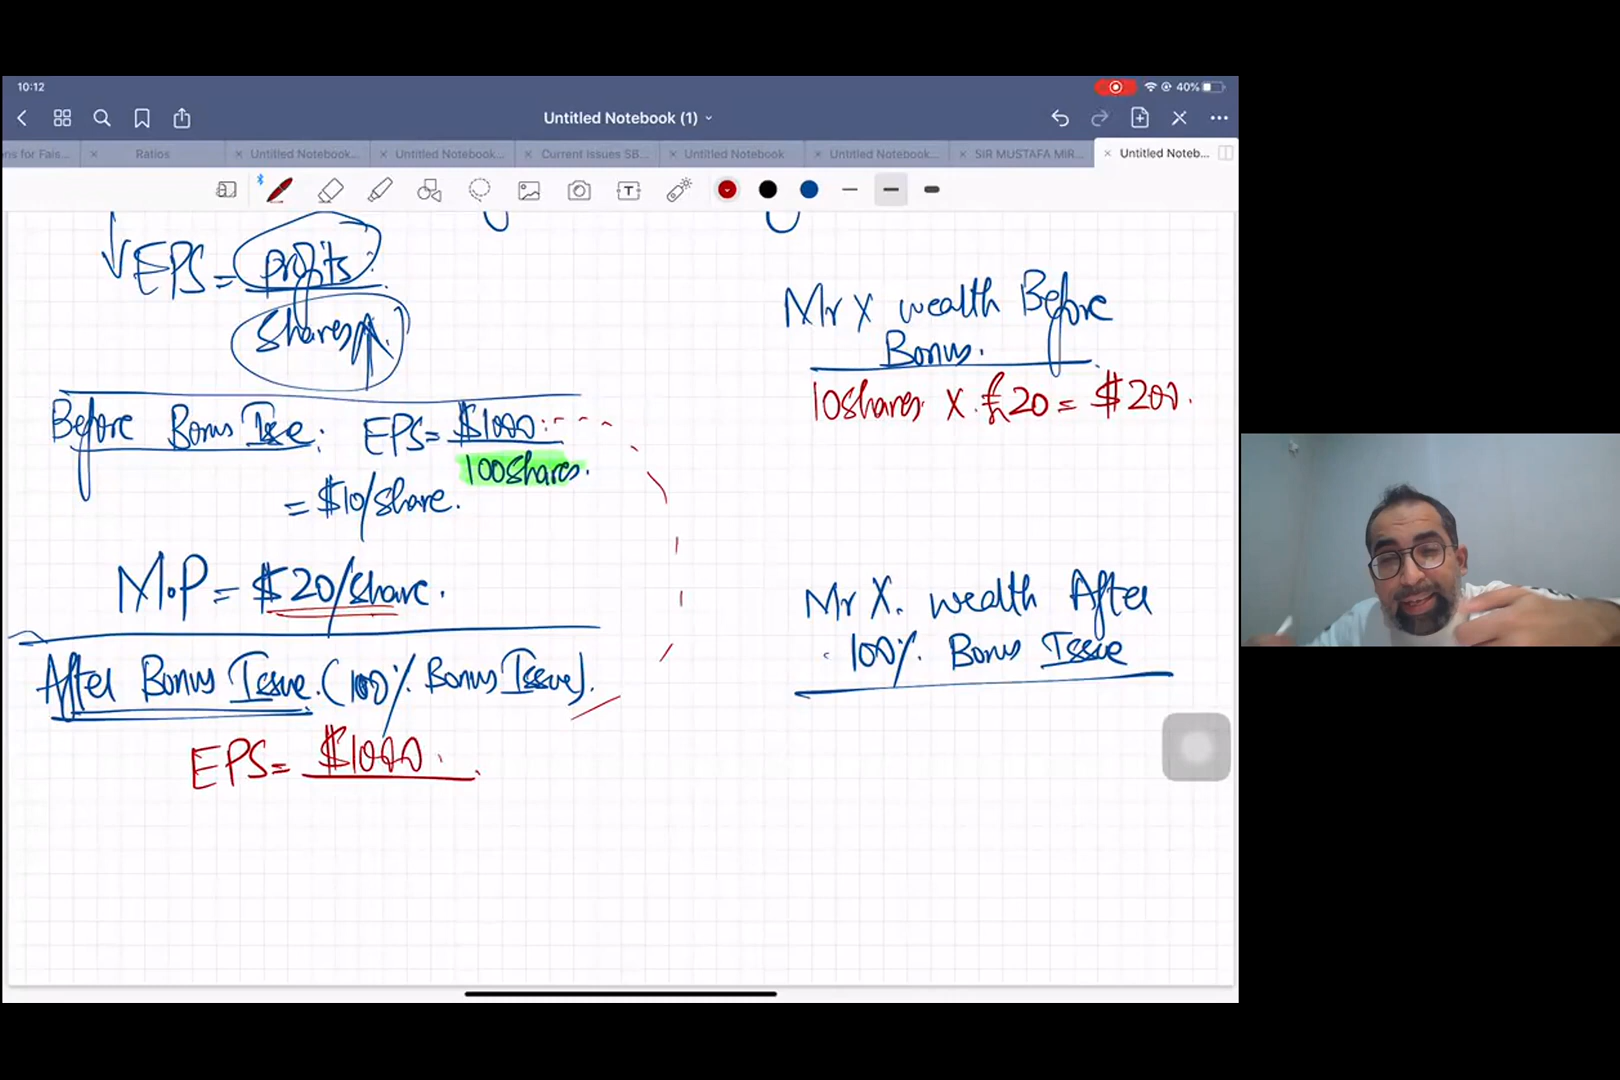 10:12
40%
Untitled Notebook (1)
ns for Fais...
Ratios
Untitled Notebook...
Untitled Notebook...
Current Issues SB...
Untitled Notebook
Untitled Notebook...
SIR MUSTAFA MIR...
Untitled Noteb...
↓EPS = profits
shares↑
Before Bonus Issue: EPS = $1000
100shares.
= $10/share.
M.P = $20/share.
After Bonus Issue. (100% Bonus Issue).
EPS = $1000.
Mr X wealth Before
Bonus.
10shares X £20 = $200.
Mr X. wealth After
100% Bonus Issue